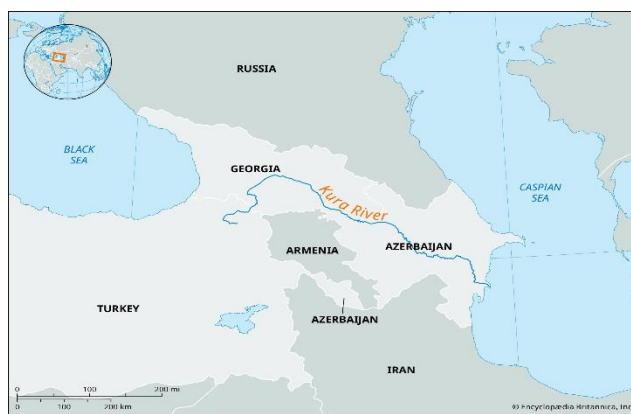 RUSSIA
BLACK
SEA
GEORGIA
Kura River
CASPIAN
SEA
ARMENIA
AZERBAIJAN
TURKEY
AZERBAIJAN
IRAN
0 100 200 mi
0 100 200 km
© Encyclopædia Britannica, Inc.